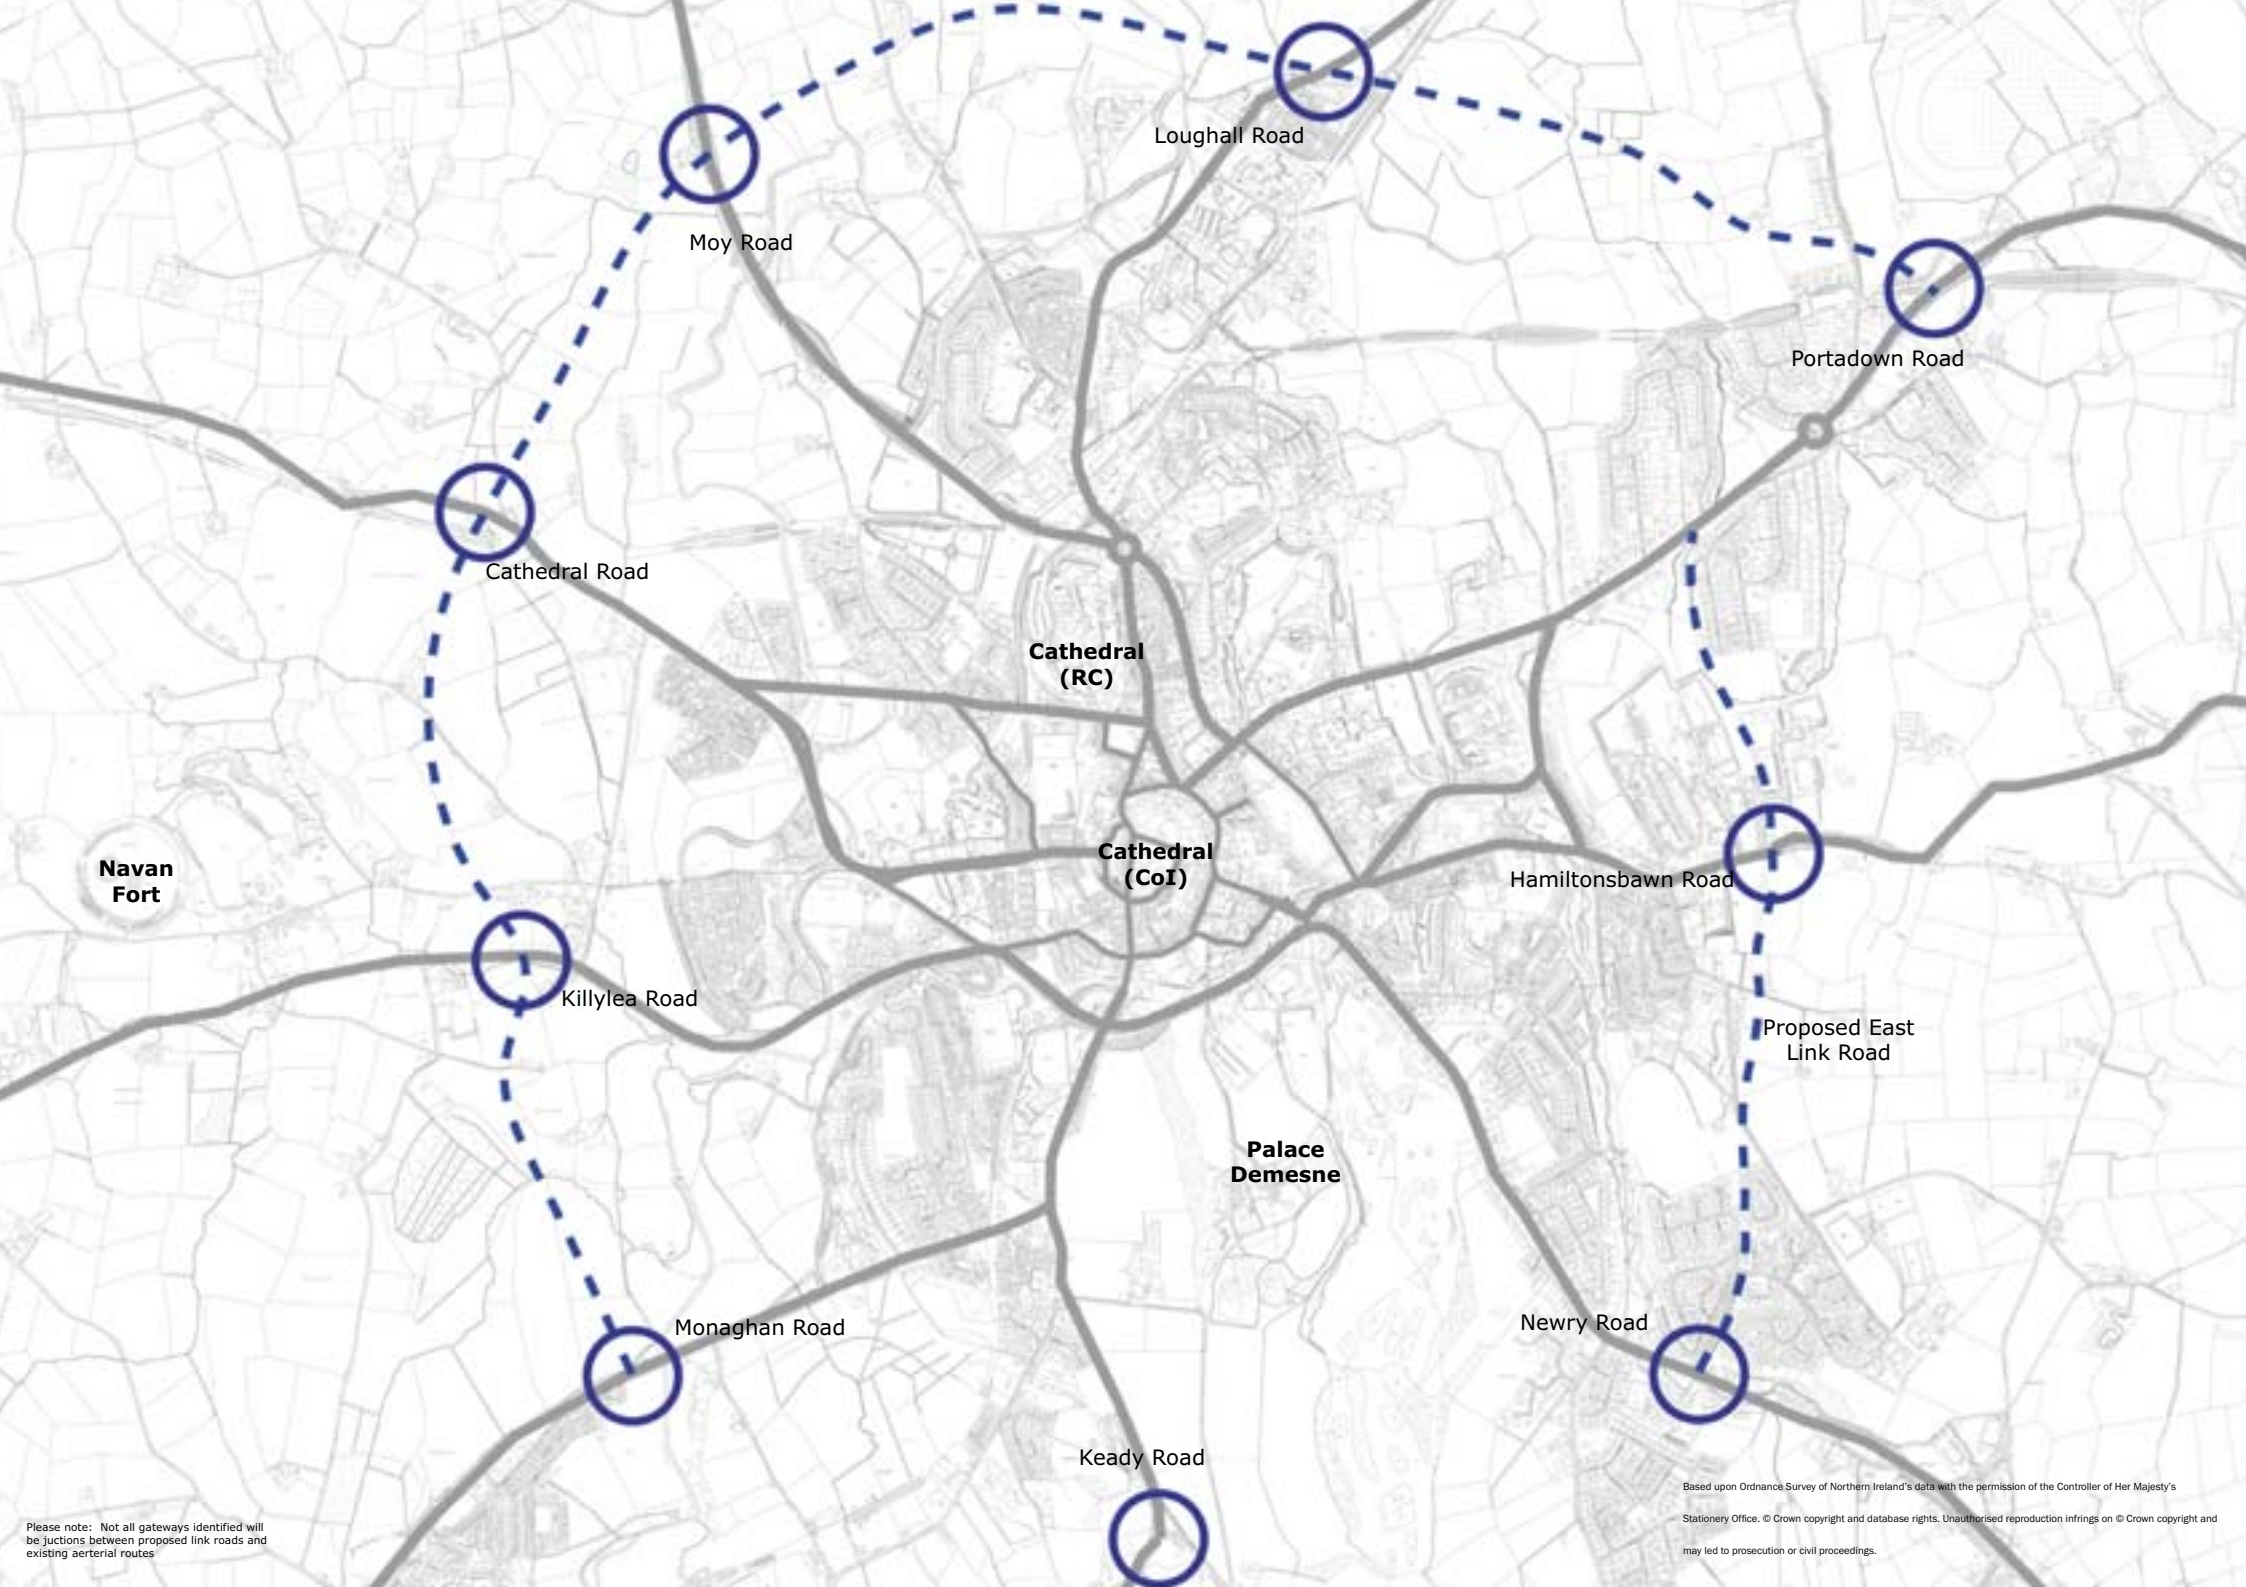 Loughall Road
Moy Road
Portadown Road
Cathedral Road
Cathedral
(RC)
Cathedral
(CoI)
Navan
Fort
Hamiltonsbawn Road
Killylea Road
Proposed East
Link Road
Palace
Demesne
Monaghan Road
Newry Road
Keady Road
Please note:  Not all gateways identified will
be juctions between proposed link roads and
existing aerterial routes
Based upon Ordnance Survey of Northern Ireland's data with the permission of the Controller of Her Majesty's
Stationery Office. © Crown copyright and database rights. Unauthorised reproduction infrings on © Crown copyright and
may led to prosecution or civil proceedings.